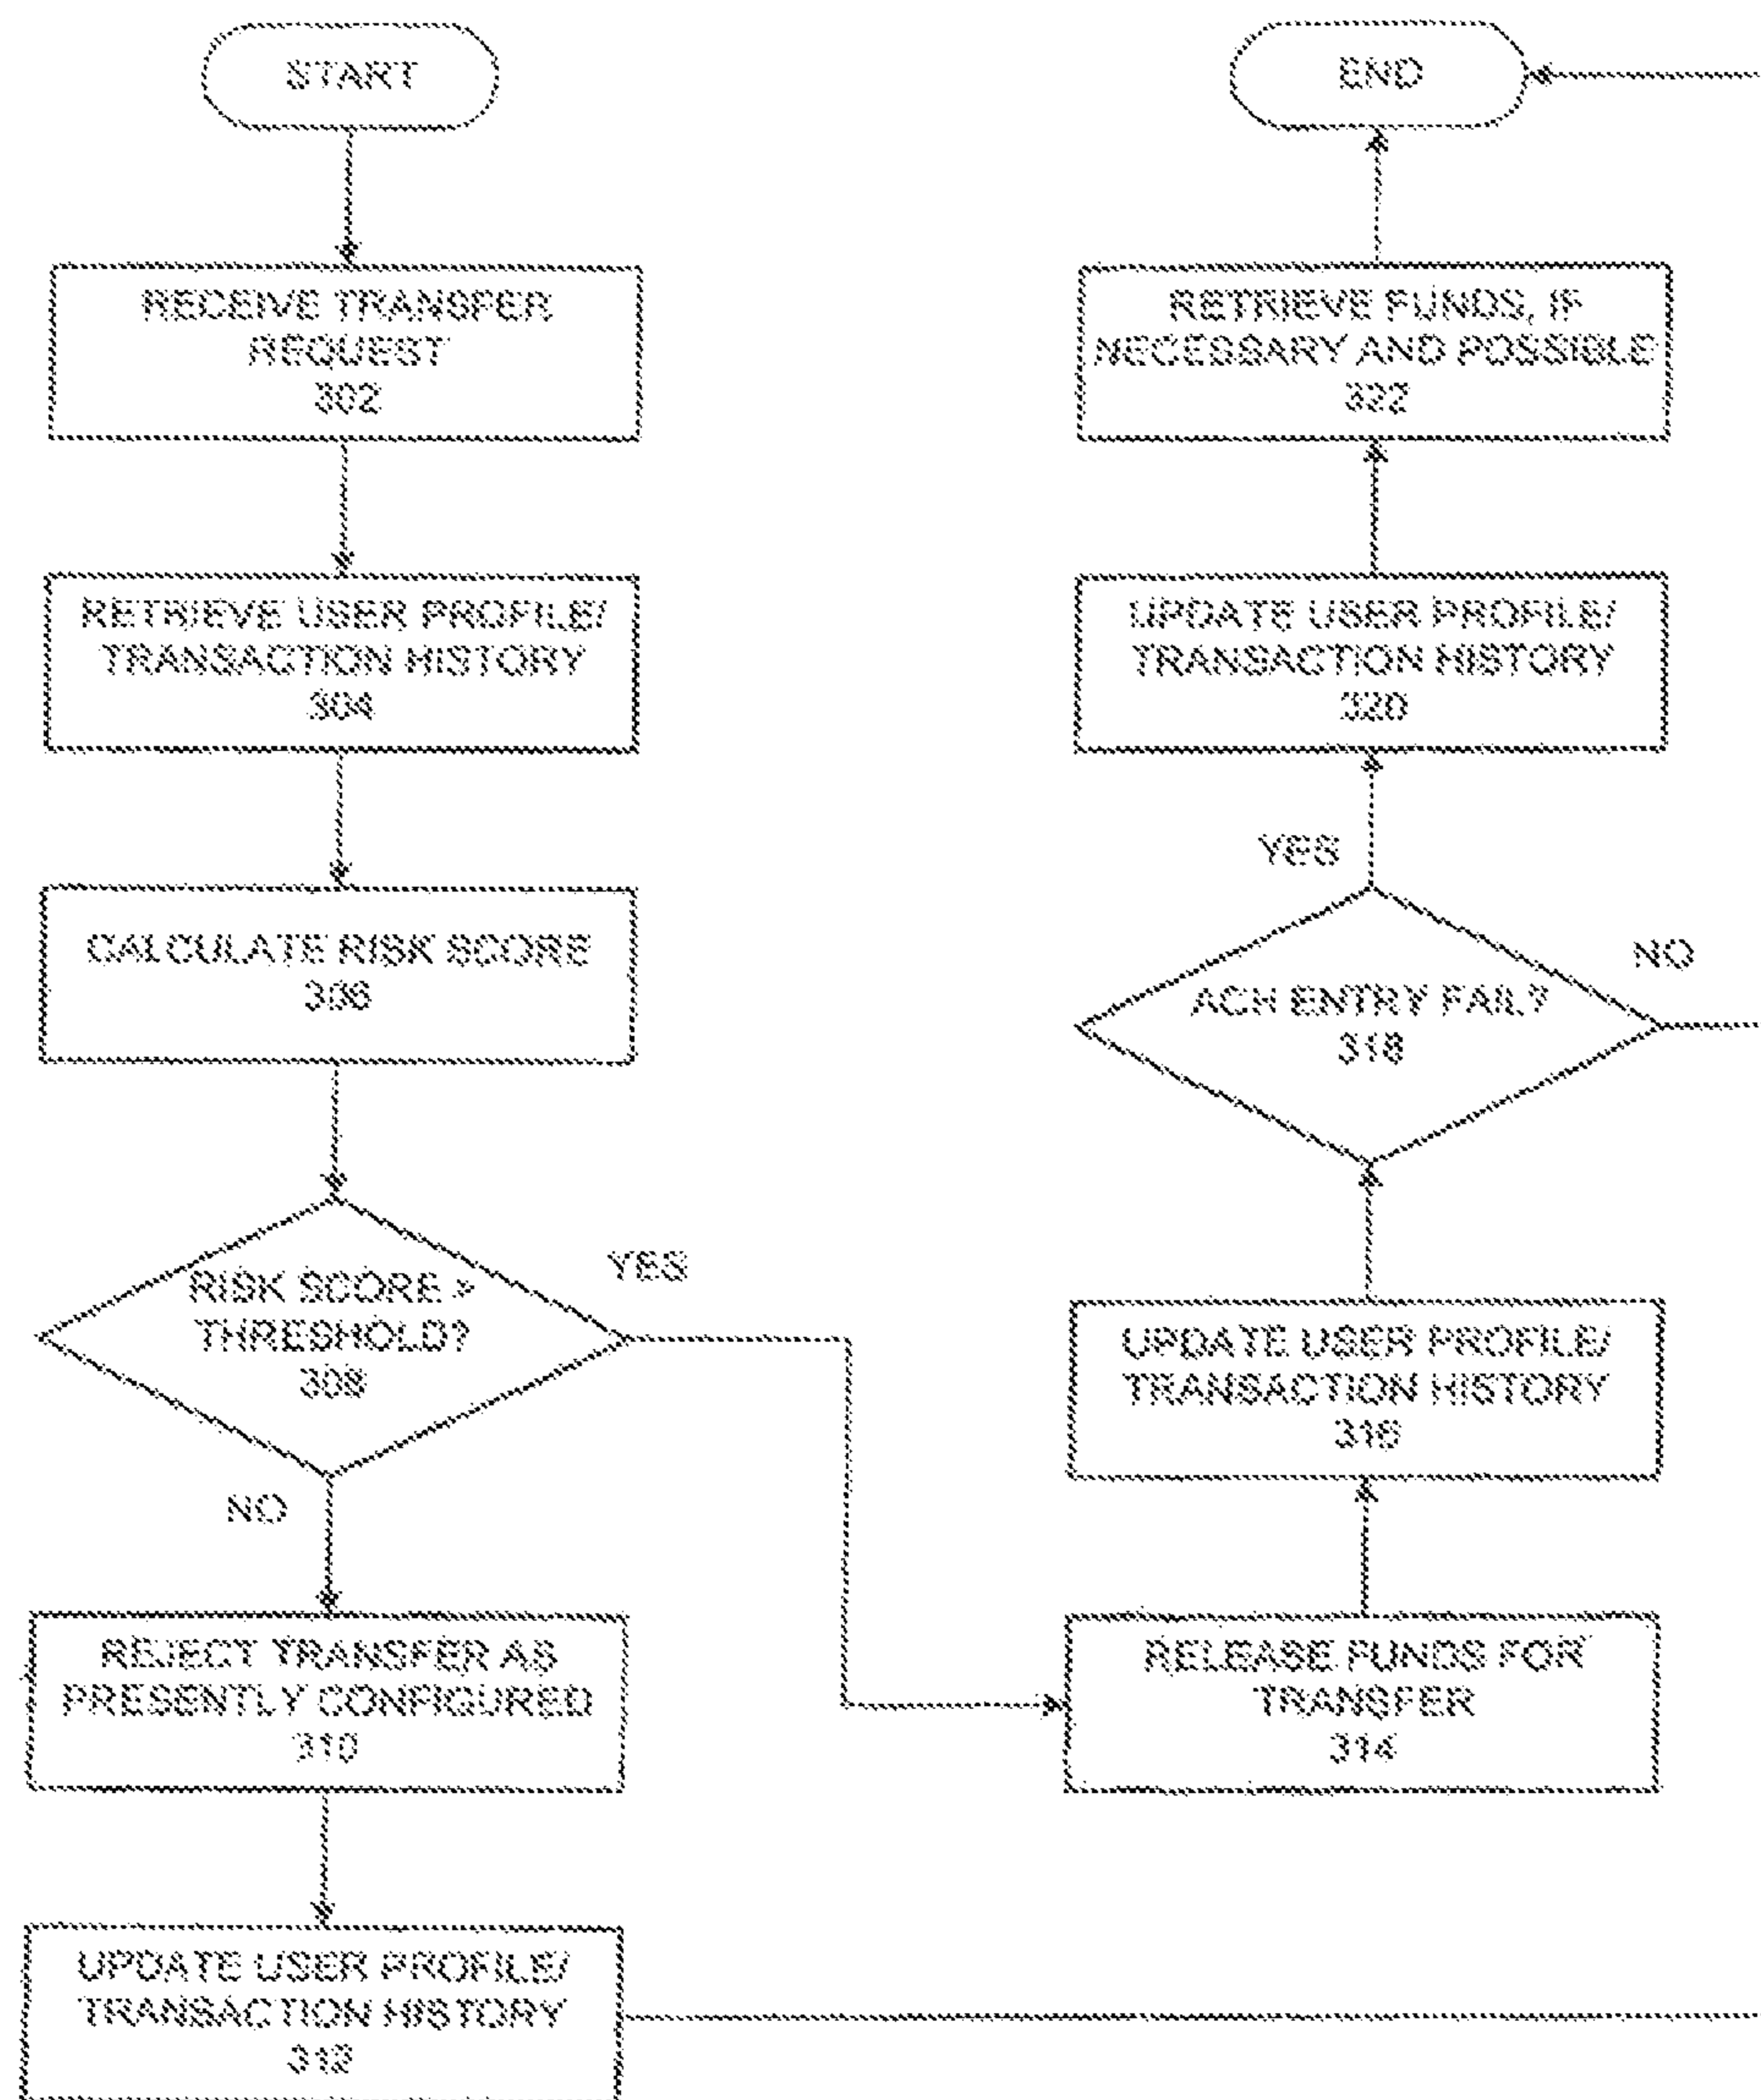 START
RECEIVE TRANSFER
REQUEST
302
RETRIEVE USER PROFILE/
TRANSACTION HISTORY
304
CALCULATE RISK SCORE
306
RISK SCORE >
THRESHOLD?
308
YES
NO
REJECT TRANSFER AS
PRESENTLY CONFIGURED
310
UPDATE USER PROFILE/
TRANSACTION HISTORY
312
END
RETRIEVE FUNDS, IF
NECESSARY AND POSSIBLE
322
UPDATE USER PROFILE/
TRANSACTION HISTORY
320
YES
NO
ACH ENTRY FAIL?
318
UPDATE USER PROFILE/
TRANSACTION HISTORY
316
RELEASE FUNDS FOR
TRANSFER
314